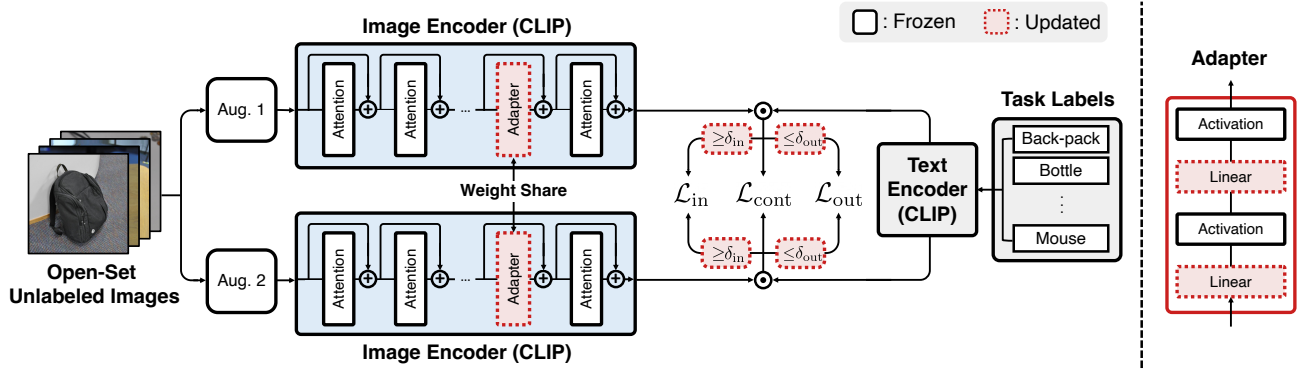 Image Encoder (CLIP)
: Frozen
: Updated
Aug. 1
Attention
Attention
...
Adapter
Attention
Weight Share
Open-Set
Unlabeled Images
Aug. 2
Attention
Attention
...
Adapter
Attention
Image Encoder (CLIP)
≥δin
≤δout
Lin
Lcont
Lout
≥δin
≤δout
Text
Encoder
(CLIP)
Task Labels
Back-pack
Bottle
⋮
Mouse
Adapter
Activation
Linear
Activation
Linear